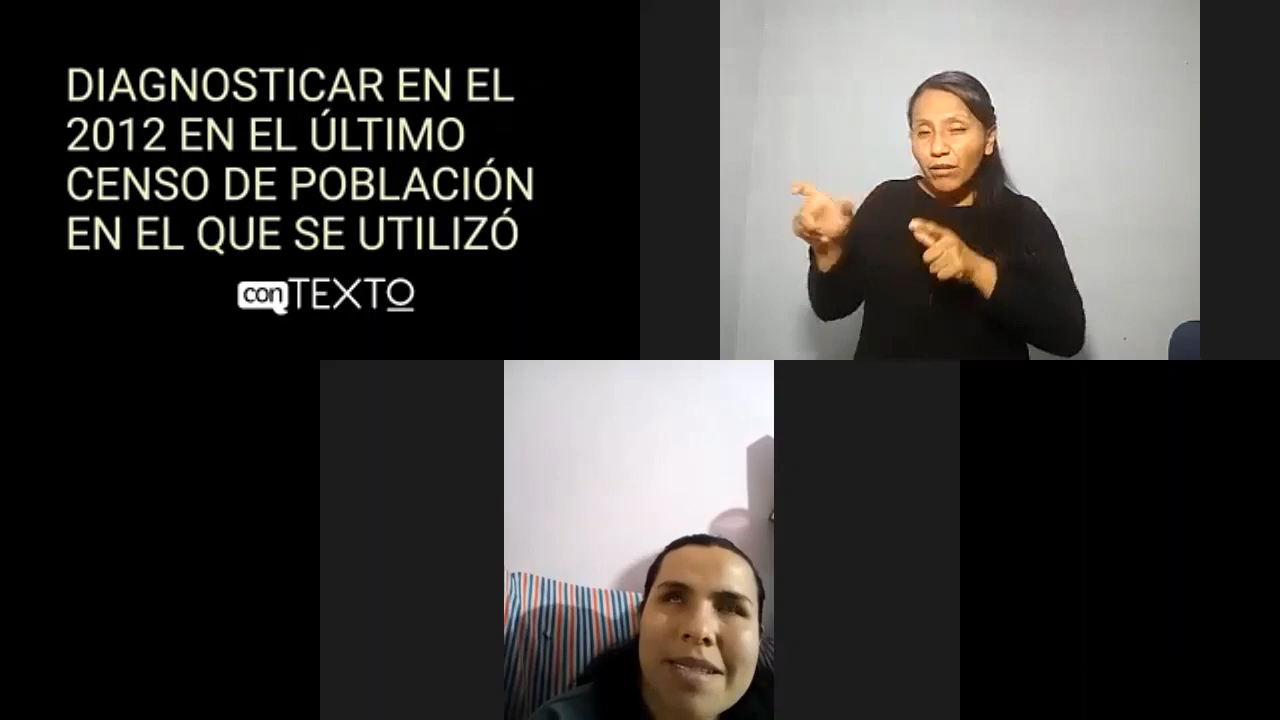 DIAGNOSTICAR EN EL
2012 EN EL ÚLTIMO
CENSO DE POBLACIÓN
EN EL QUE SE UTILIZÓ
conTEXTO